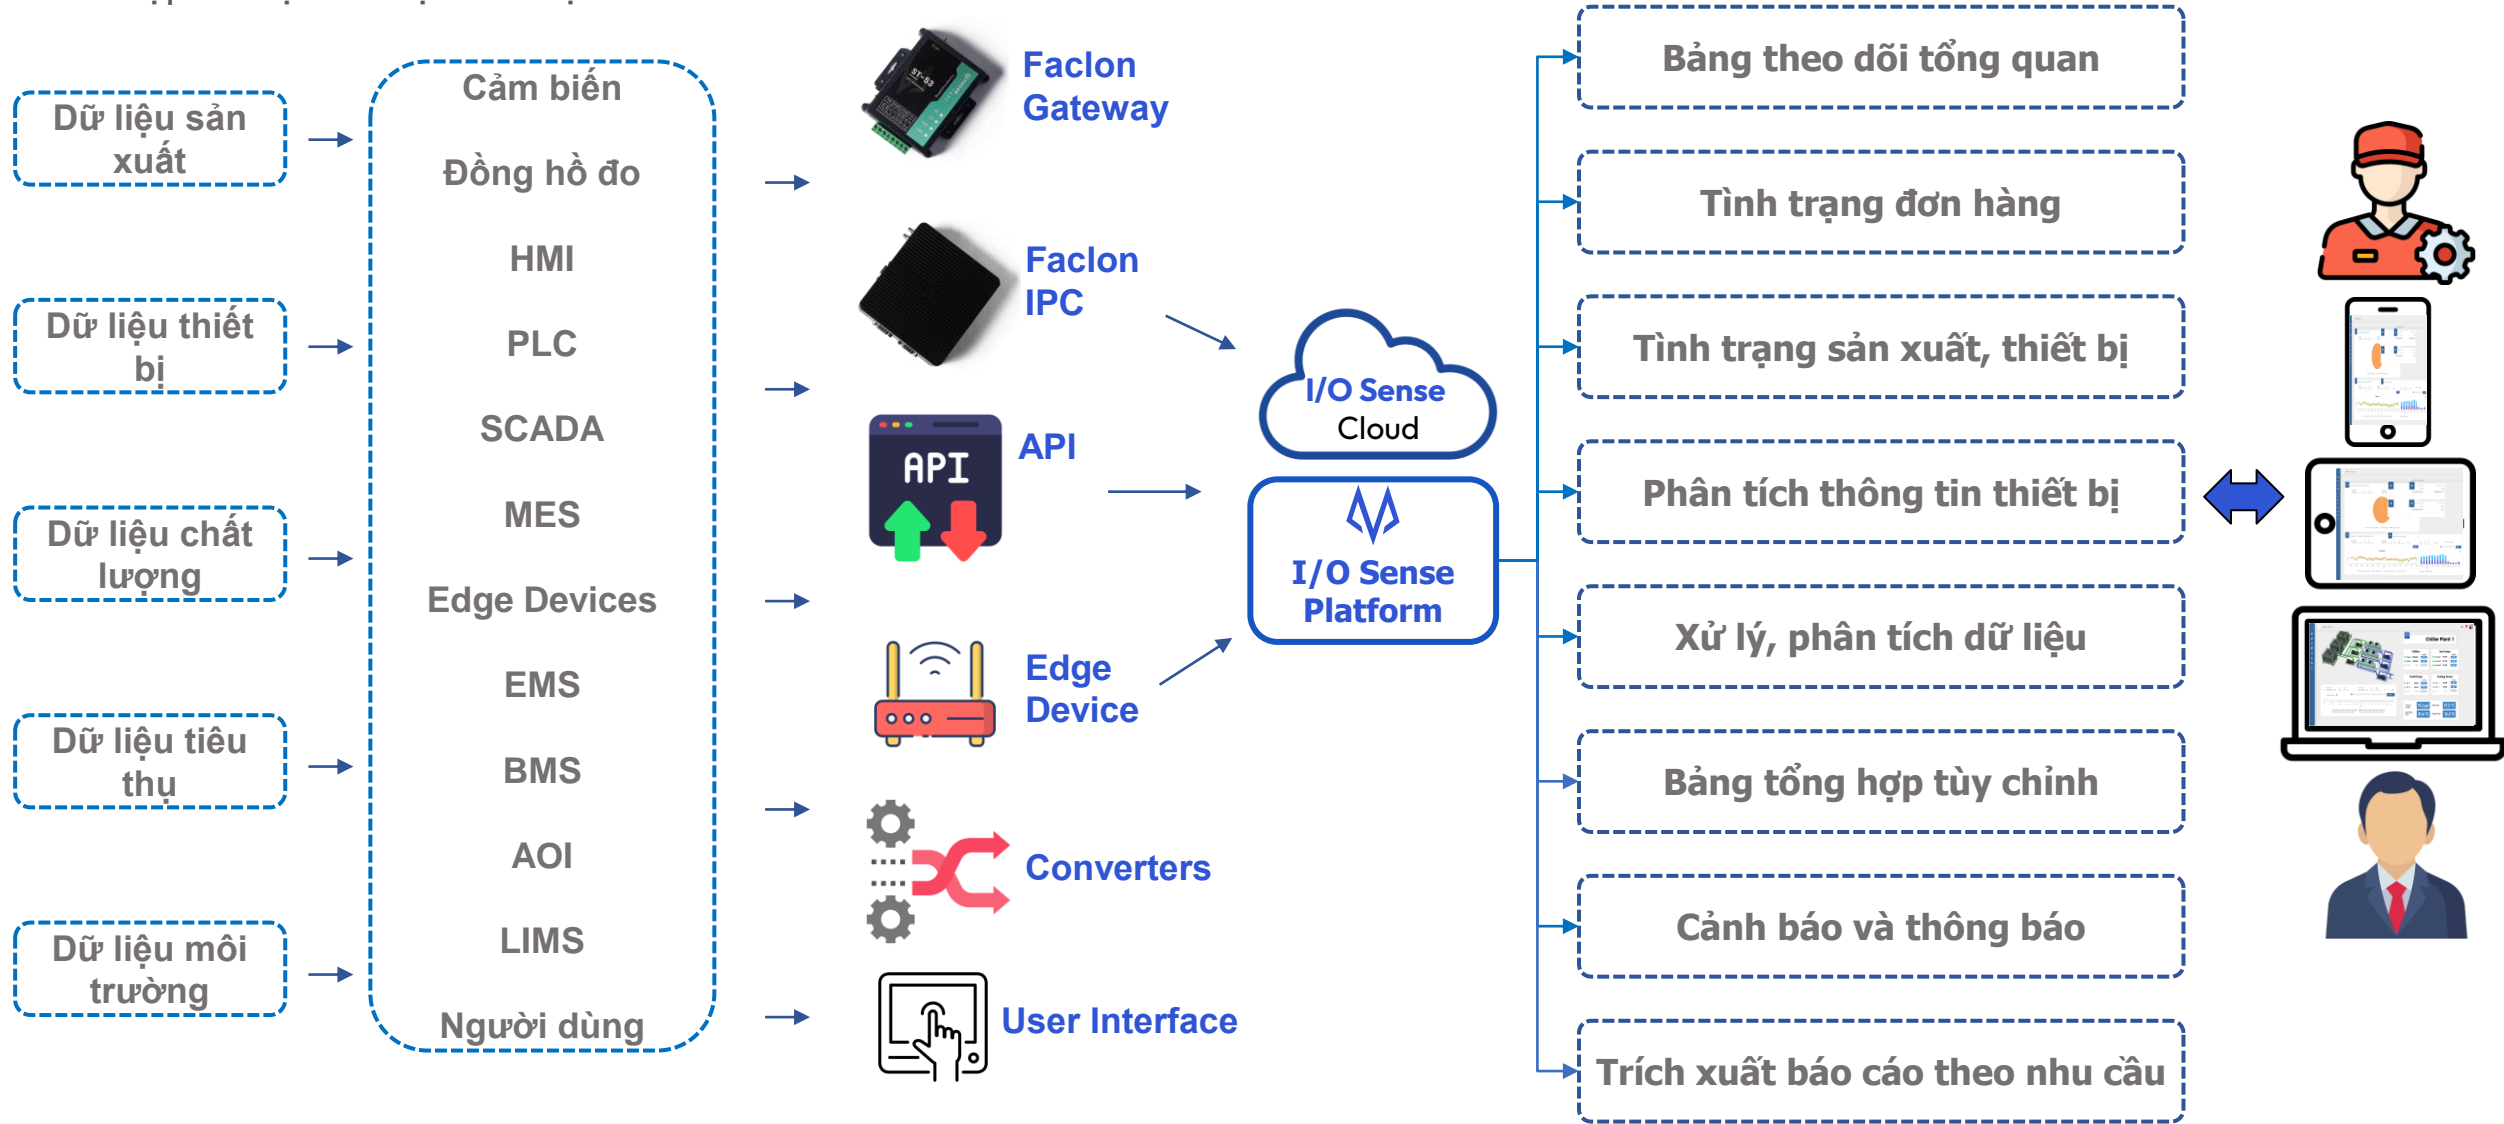 Dữ liệu sản
xuất
Dữ liệu thiết
bị
Dữ liệu chất
lượng
Dữ liệu tiêu
thụ
Dữ liệu môi
trường
Cảm biến
Đồng hồ đo
HMI
PLC
SCADA
MES
Edge Devices
EMS
BMS
AOI
LIMS
Người dùng
ST-53
Faclon
Gateway
Faclon
IPC
API
API
Edge
Device
Converters
User Interface
I/O Sense
Cloud
I/O Sense
Platform
Bảng theo dõi tổng quan
Tình trạng đơn hàng
Tình trạng sản xuất, thiết bị
Phân tích thông tin thiết bị
Xử lý, phân tích dữ liệu
Bảng tổng hợp tùy chỉnh
Cảnh báo và thông báo
Trích xuất báo cáo theo nhu cầu
Chiller Plant 1